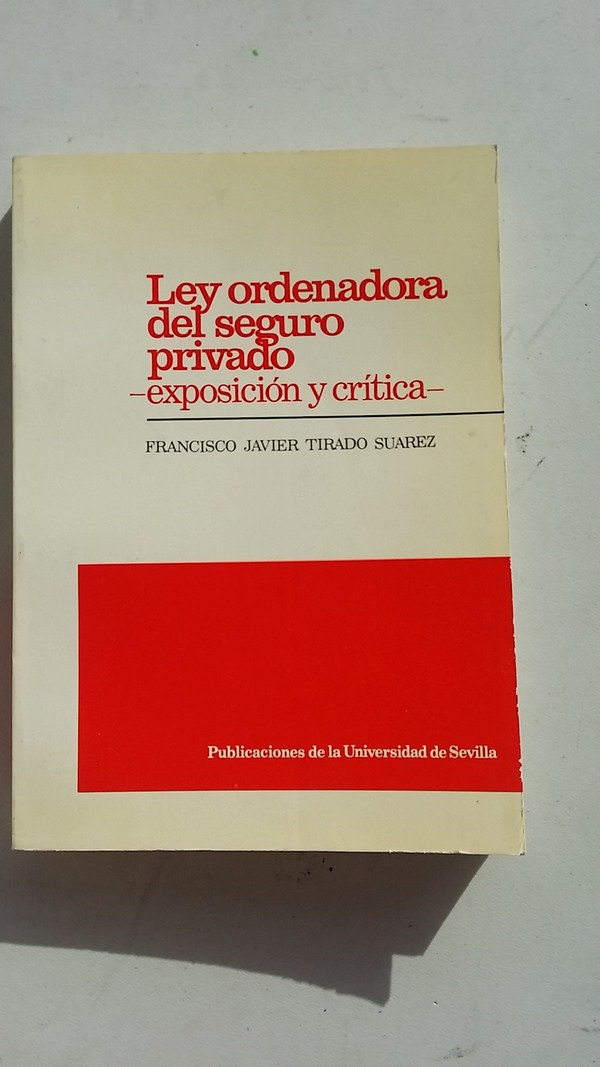 Ley ordenadora
del seguro
privado
-exposición y crítica-
FRANCISCO JAVIER TIRADO SUAREZ
Publicaciones de la Universidad de Sevilla